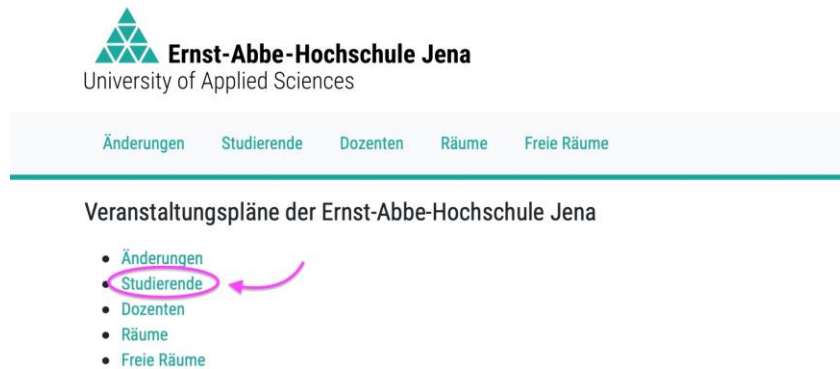 Ernst-Abbe-Hochschule Jena
University of Applied Sciences
Änderungen Studierende Dozenten Räume Freie Räume
Veranstaltungspläne der Ernst-Abbe-Hochschule Jena
Änderungen
Studierende
Dozenten
Räume
Freie Räume